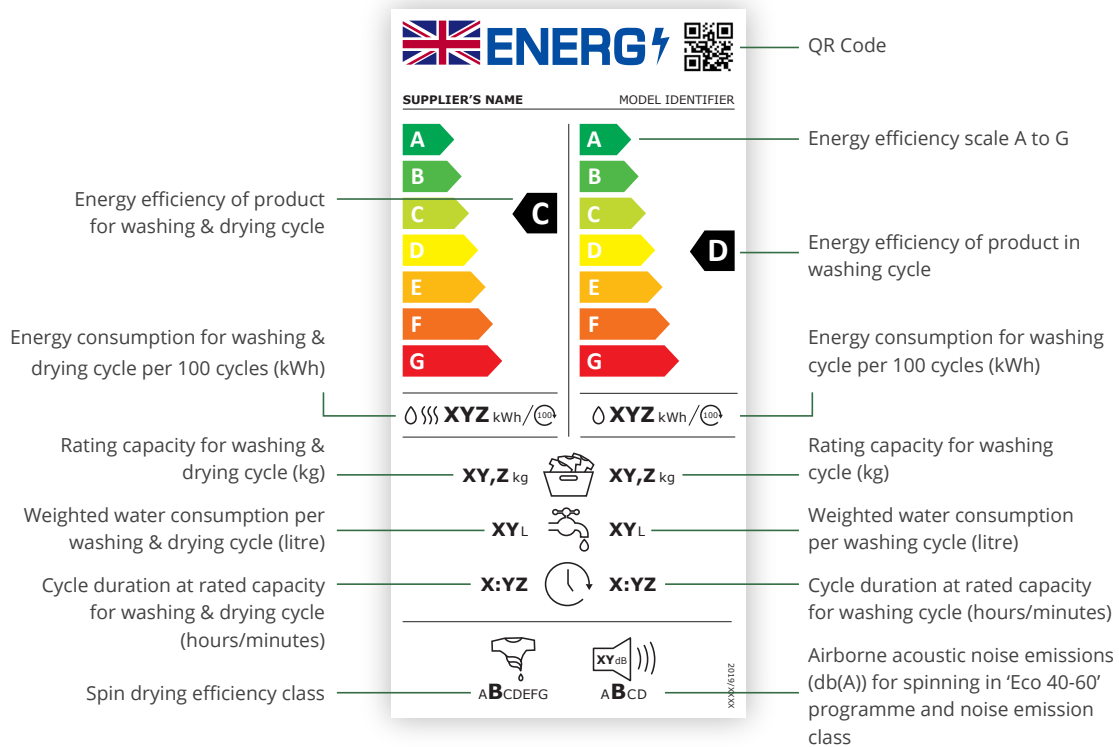 ENERG
QR Code
SUPPLIER'S NAME
MODEL IDENTIFIER
A
A
Energy efficiency scale A to G
B
B
Energy efficiency of product
for washing & drying cycle
C
C
C
D
D
D
Energy efficiency of product in
washing cycle
E
E
F
F
Energy consumption for washing &
drying cycle per 100 cycles (kWh)
Energy consumption for washing
cycle per 100 cycles (kWh)
G
G
XYZ kWh/100
XYZ kWh/100
Rating capacity for washing &
drying cycle (kg)
XY,Z kg
XY,Z kg
Rating capacity for washing
cycle (kg)
Weighted water consumption per
washing & drying cycle (litre)
XY L
XY L
Weighted water consumption
per washing cycle (litre)
Cycle duration at rated capacity
for washing & drying cycle
(hours/minutes)
X:YZ
X:YZ
Cycle duration at rated capacity
for washing cycle (hours/minutes)
Spin drying efficiency class
ABCDEFG
XY dB
ABCD
2019/XXXX
Airborne acoustic noise emissions
(db(A)) for spinning in ‘Eco 40-60’
programme and noise emission
class